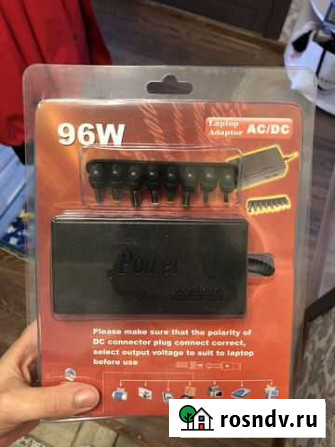 96W
Laptop
Adaptor AC/DC
Power
Please make sure that the polarity of
DC connector plug connect correct,
select output voltage to suit to laptop
before use
rosndv.ru